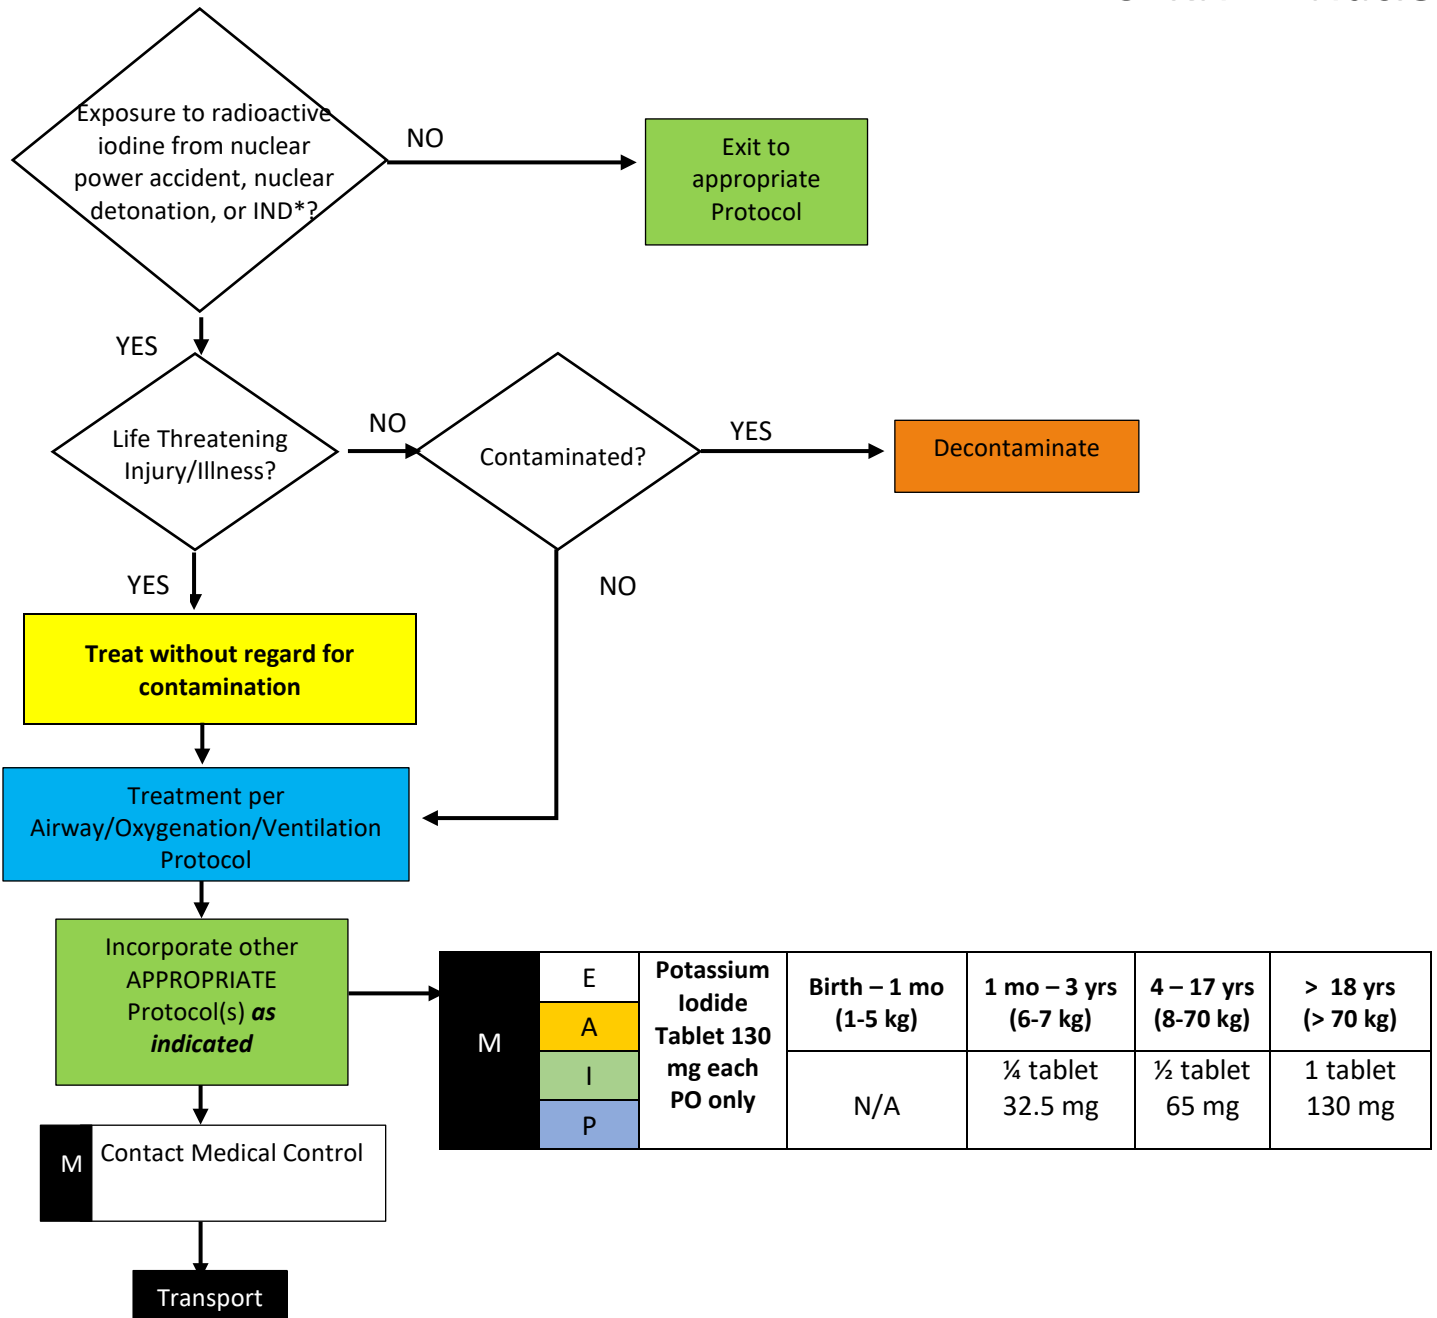 Exposure to radioactive
iodine from nuclear
power accident, nuclear
detonation, or IND*?
NO
Exit to
appropriate
Protocol
YES
Life Threatening
Injury/Illness?
NO
Contaminated?
YES
Decontaminate
YES
NO
Treat without regard for
contamination
Treatment per
Airway/Oxygenation/Ventilation
Protocol
Incorporate other
APPROPRIATE
Protocol(s) as
indicated
M
E
A
I
P
Potassium
Iodide
Tablet 130
mg each
PO only
Birth – 1 mo
(1-5 kg)
1 mo – 3 yrs
(6-7 kg)
4 – 17 yrs
(8-70 kg)
> 18 yrs
(> 70 kg)
N/A
¼ tablet
32.5 mg
½ tablet
65 mg
1 tablet
130 mg
M
Contact Medical Control
Transport